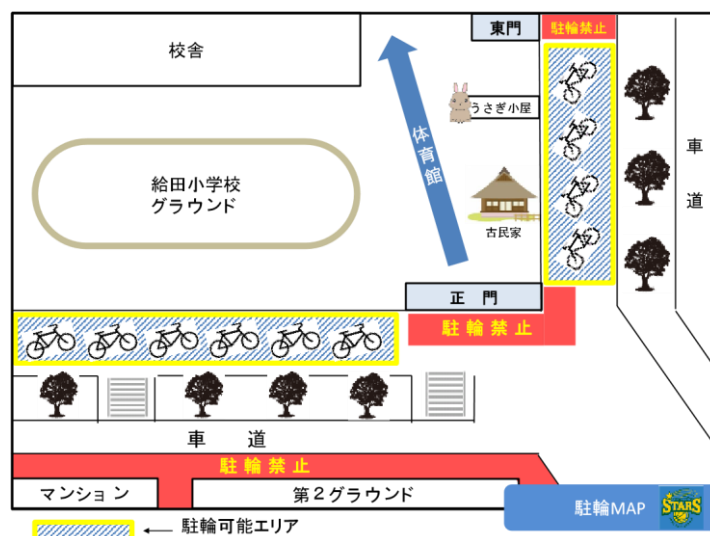 校舎
東門
駐輪禁止
うさぎ小屋
体育館
給田小学校
グラウンド
古民家
車道
正 門
駐輪禁止
車 道
駐輪禁止
マンション
第2グラウンド
駐輪MAP
STARS
駐輪可能エリア